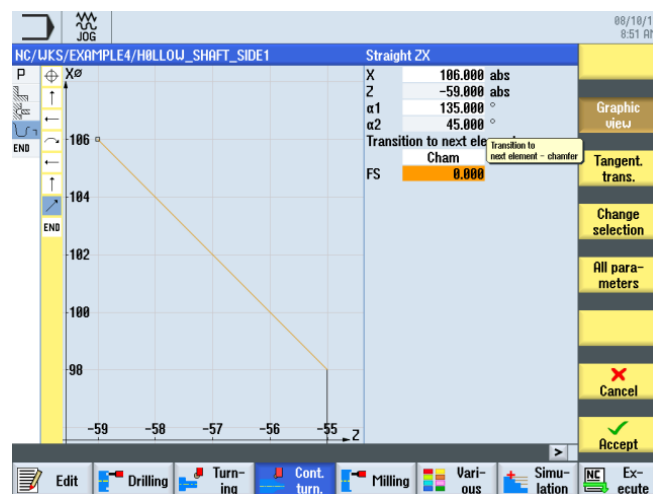 JOG
08/10/1
8:51 AM
NC/WKS/EXAMPLE4/HOLLOW_SHAFT_SIDE1
Straight ZX
P
END
END
XØ
106
104
102
100
98
-59 -58 -57 -56 -55 Z
X 106.000 abs
Z -59.000 abs
α1 135.000 °
α2 45.000 °
Transition to next ele
Transition to
next element - chamfer
Cham
FS 0.000
Graphic
view
Tangent.
trans.
Change
selection
All para-
meters
Cancel
Accept
>
Edit
Drilling
Turn-
ing
Cont.
turn.
Milling
Vari-
ous
Simu-
lation
NC
Ex-
ecute